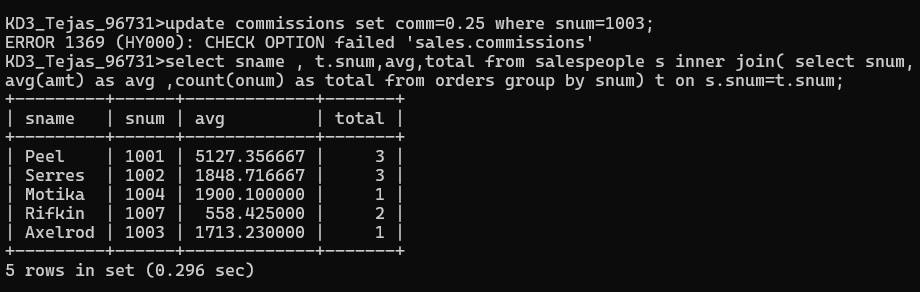 KD3_Tejas_96731>update commissions set comm=0.25 where snum=1003;
ERROR 1369 (HY000): CHECK OPTION failed 'sales.commissions'
KD3_Tejas_96731>select sname , t.snum,avg,total from salespeople s inner join( select snum,
avg(amt) as avg ,count(onum) as total from orders group by snum) t on s.snum=t.snum;
+---------+------+-------------+-------+
| sname   | snum | avg         | total |
+---------+------+-------------+-------+
| Peel    | 1001 | 5127.356667 |     3 |
| Serres  | 1002 | 1848.716667 |     3 |
| Motika  | 1004 | 1900.100000 |     1 |
| Rifkin  | 1007 |  558.425000 |     2 |
| Axelrod | 1003 | 1713.230000 |     1 |
+---------+------+-------------+-------+
5 rows in set (0.296 sec)